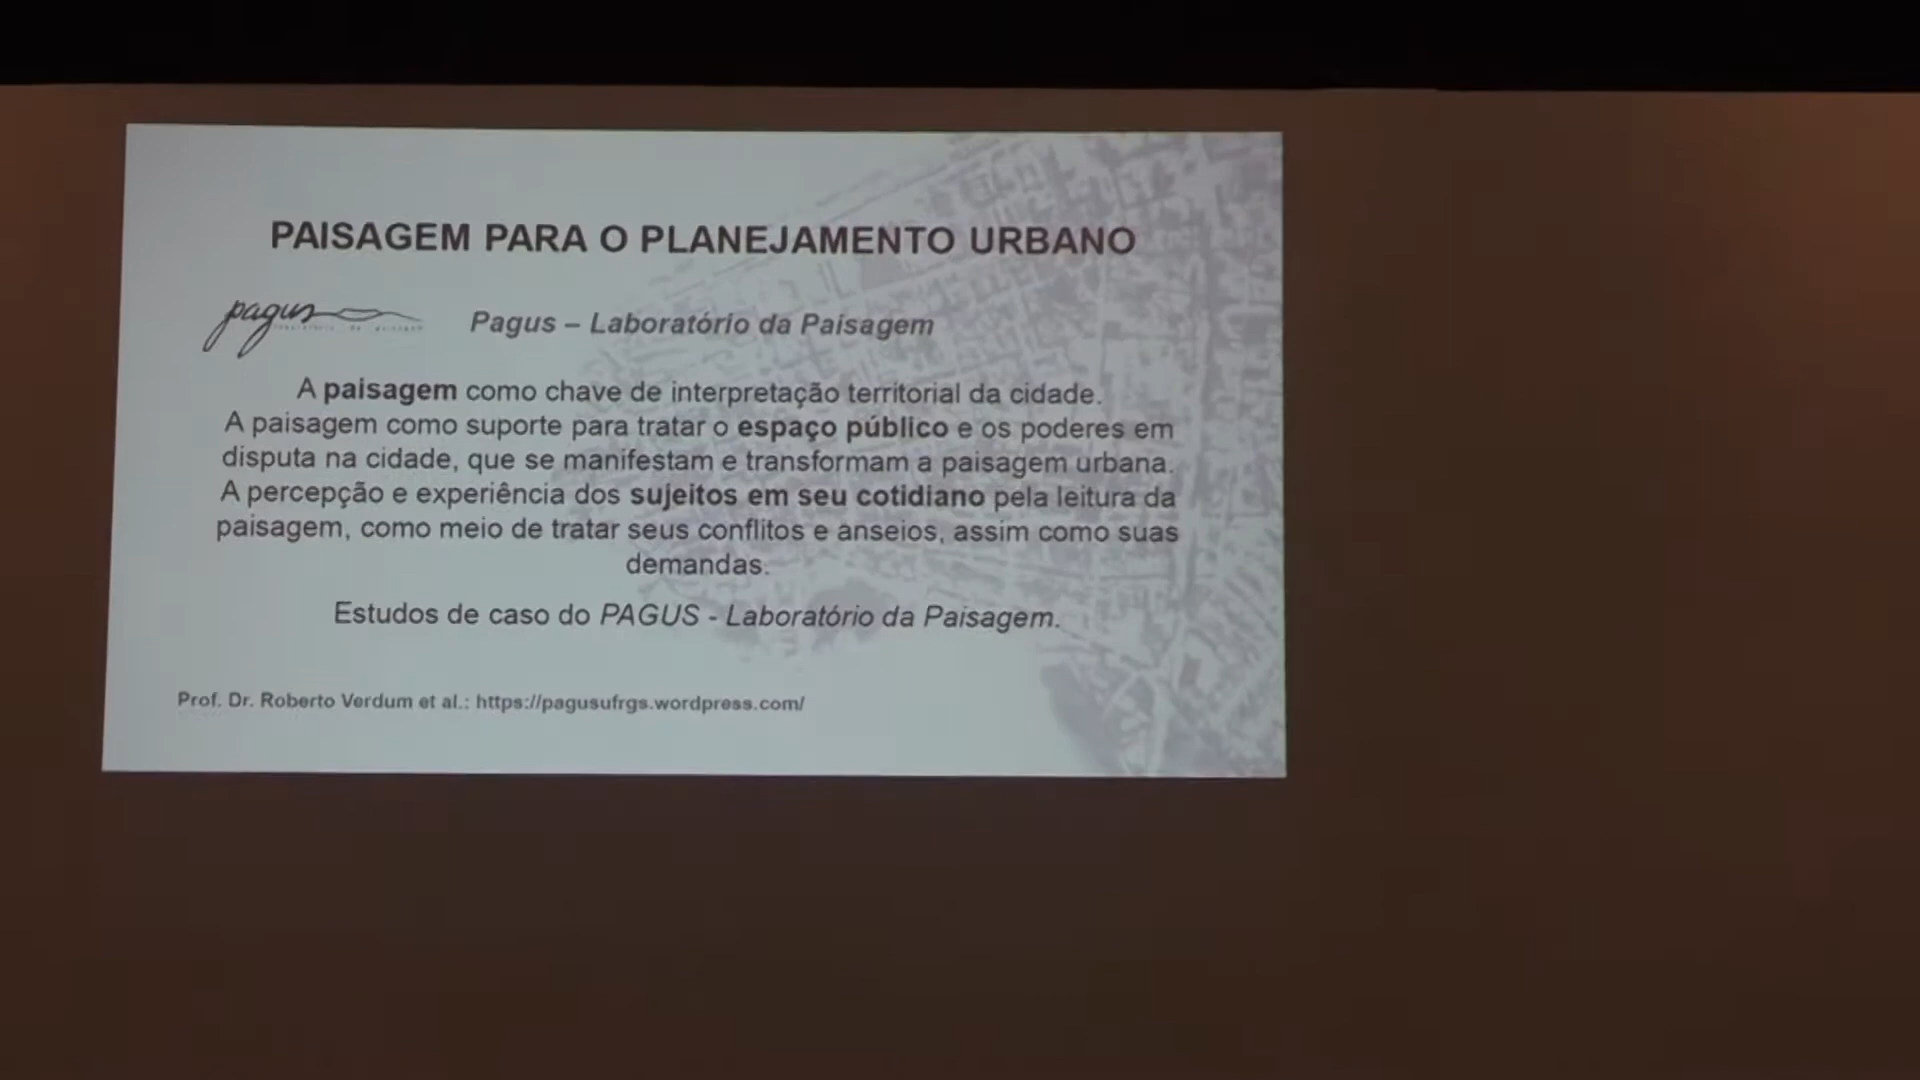 PAISAGEM PARA O PLANEJAMENTO URBANO
pagus
Pagus – Laboratório da Paisagem
A paisagem como chave de interpretação territorial da cidade.
A paisagem como suporte para tratar o espaço público e os poderes em
disputa na cidade, que se manifestam e transformam a paisagem urbana.
A percepção e experiência dos sujeitos em seu cotidiano pela leitura da
paisagem, como meio de tratar seus conflitos e anseios, assim como suas
demandas.
Estudos de caso do PAGUS - Laboratório da Paisagem.
Prof. Dr. Roberto Verdum et al.: https://pagusufrgs.wordpress.com/